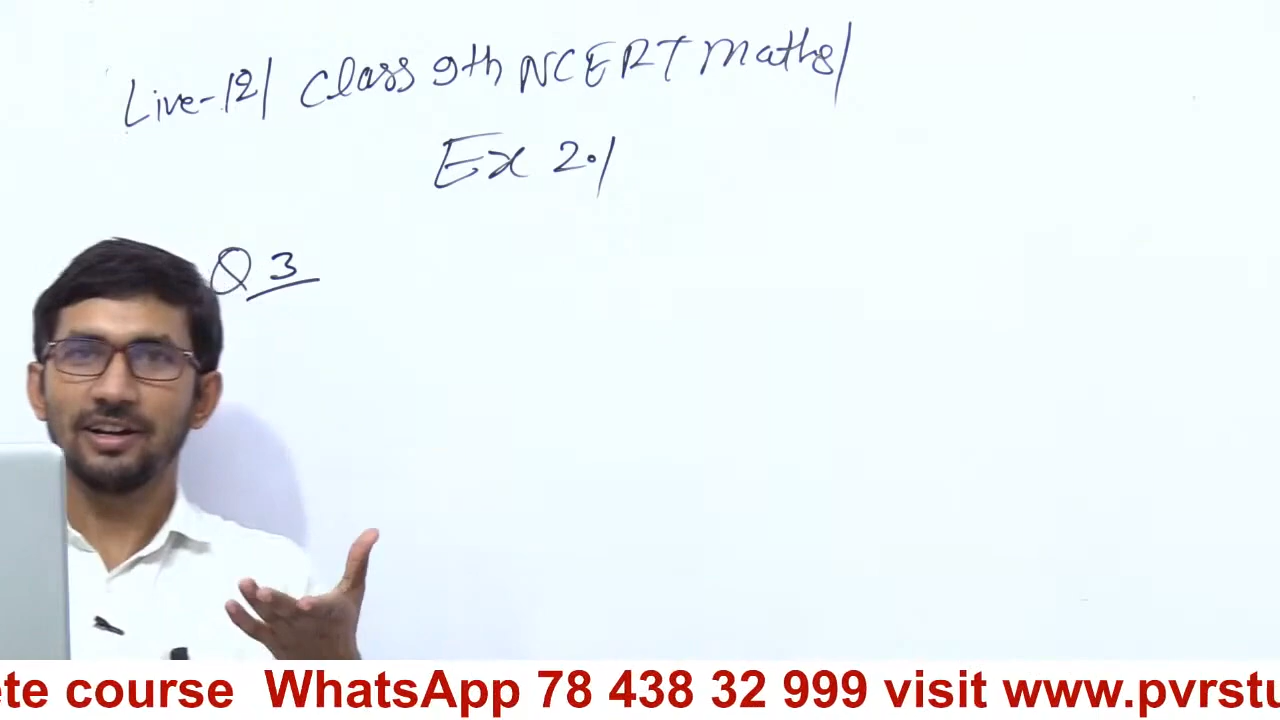 Live-12/ Class 9th NCERT Maths/
Ex 2.1
Q 3
ete course WhatsApp 78 438 32 999 visit www.pvrstu